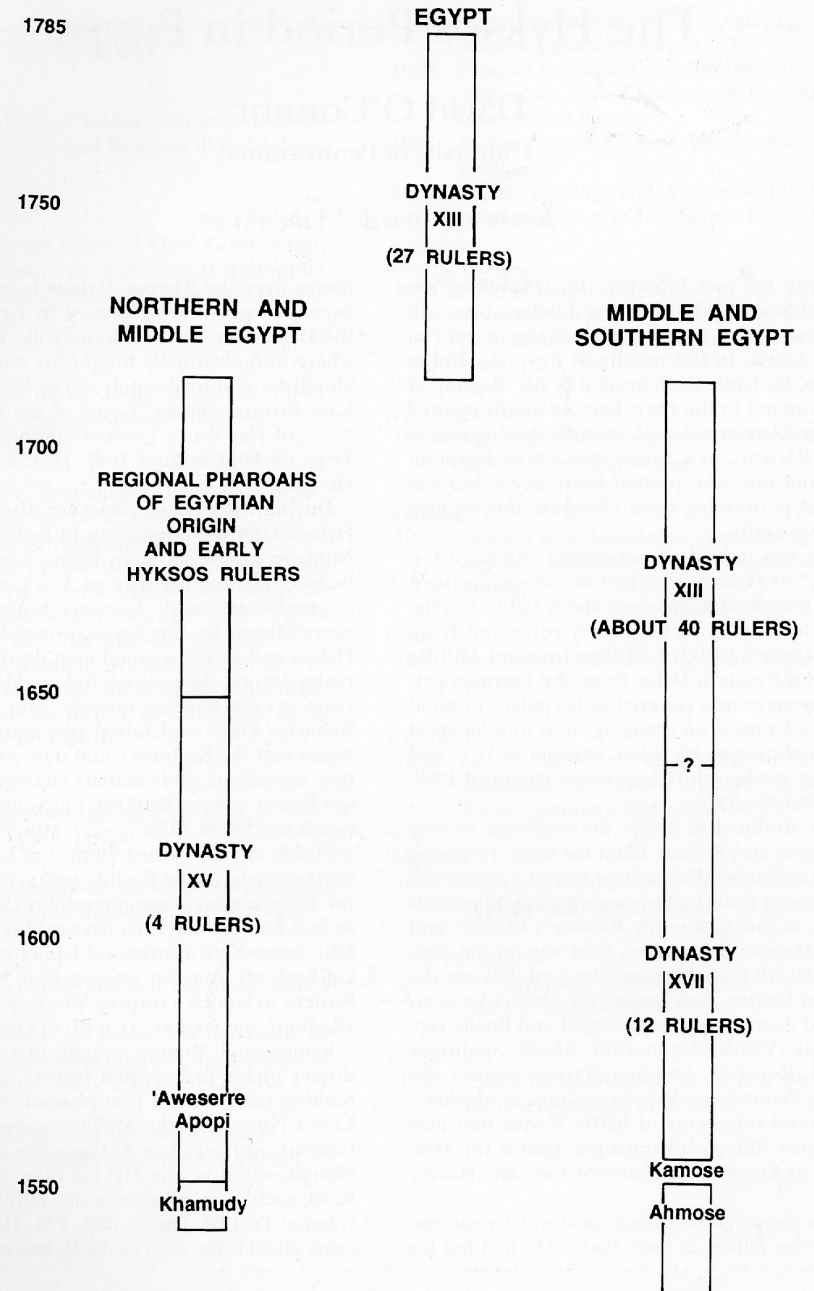 1785
EGYPT
1750
DYNASTY
XIII
(27 RULERS)
NORTHERN AND
MIDDLE EGYPT
MIDDLE AND
SOUTHERN EGYPT
1700
REGIONAL PHAROAHS
OF EGYPTIAN
ORIGIN
AND EARLY
HYKSOS RULERS
DYNASTY
XIII
(ABOUT 40 RULERS)
1650
?
DYNASTY
XV
(4 RULERS)
1600
DYNASTY
XVII
(12 RULERS)
'Aweserre
Apopi
1550
Khamudy
Kamose
Ahmose